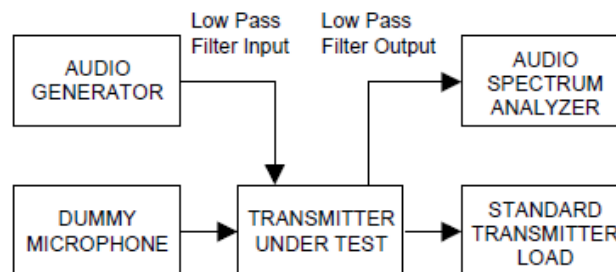 Low Pass
Filter Input
Low Pass
Filter Output
AUDIO
GENERATOR
AUDIO
SPECTRUM
ANALYZER
DUMMY
MICROPHONE
TRANSMITTER
UNDER TEST
STANDARD
TRANSMITTER
LOAD